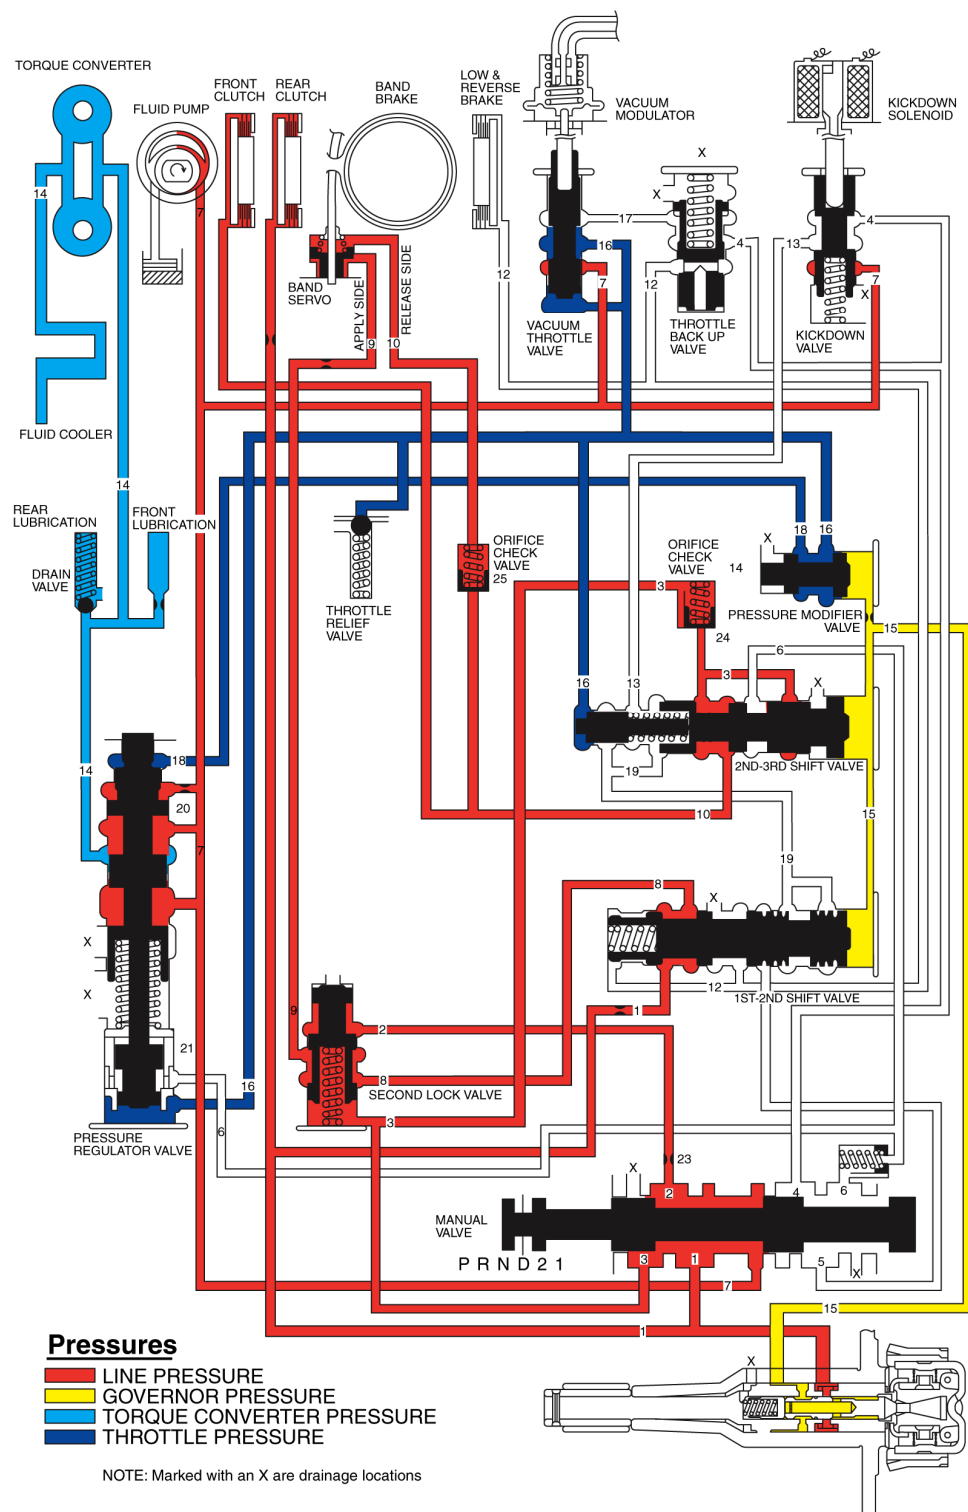 TORQUE CONVERTER
FLUID PUMP
FRONT
CLUTCH
REAR
CLUTCH
BAND
BRAKE
LOW &
REVERSE
BRAKE
VACUUM
MODULATOR
KICKDOWN
SOLENOID
X
X
14
7
17
16
4
13
4
12
7
12
7
X
BAND
SERVO
APPLY SIDE
RELEASE SIDE
9
10
VACUUM
THROTTLE
VALVE
THROTTLE
BACK UP
VALVE
KICKDOWN
VALVE
FLUID COOLER
14
REAR
LUBRICATION
FRONT
LUBRICATION
DRAIN
VALVE
THROTTLE
RELIEF
VALVE
ORIFICE
CHECK
VALVE
25
ORIFICE
CHECK
VALVE
14
X
18
16
3
24
PRESSURE MODIFIER
VALVE
15
6
16
13
3
X
14
18
19
2ND-3RD SHIFT VALVE
20
10
15
7
19
8
X
X
X
12
1ST-2ND SHIFT VALVE
9
1
2
21
16
8
SECOND LOCK VALVE
3
6
PRESSURE
REGULATOR VALVE
23
X
2
4
6
MANUAL
VALVE
P R N D 2 1
3
1
5
X
7
15
1
X
Pressures
LINE PRESSURE
GOVERNOR PRESSURE
TORQUE CONVERTER PRESSURE
THROTTLE PRESSURE
NOTE: Marked with an X are drainage locations